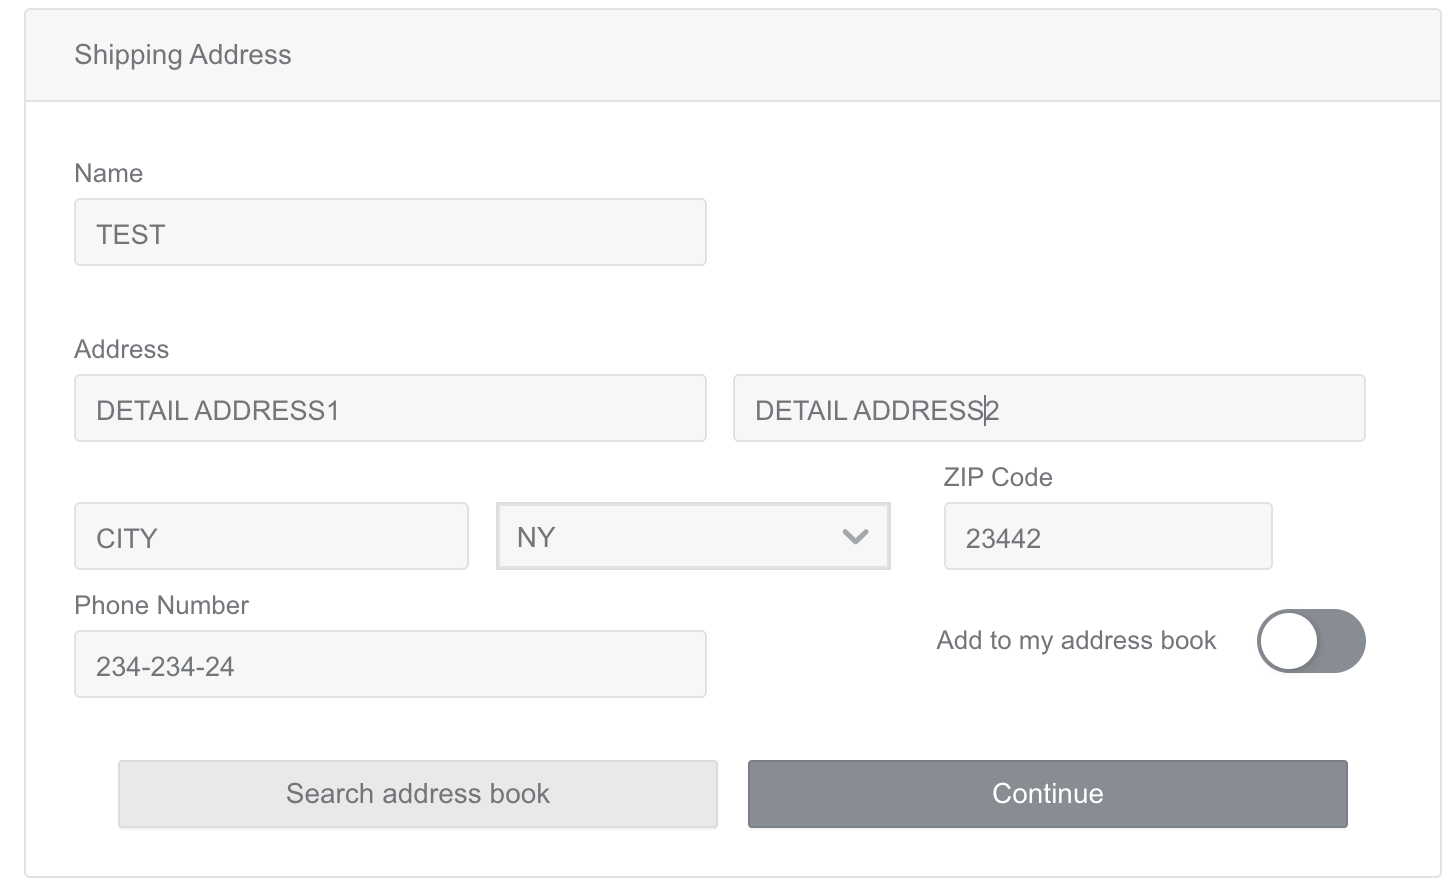 Shipping Address
Name
TEST
Address
DETAIL ADDRESS1
DETAIL ADDRESS2
ZIP Code
CITY
NY
23442
Phone Number
234-234-24
Add to my address book
Search address book
Continue